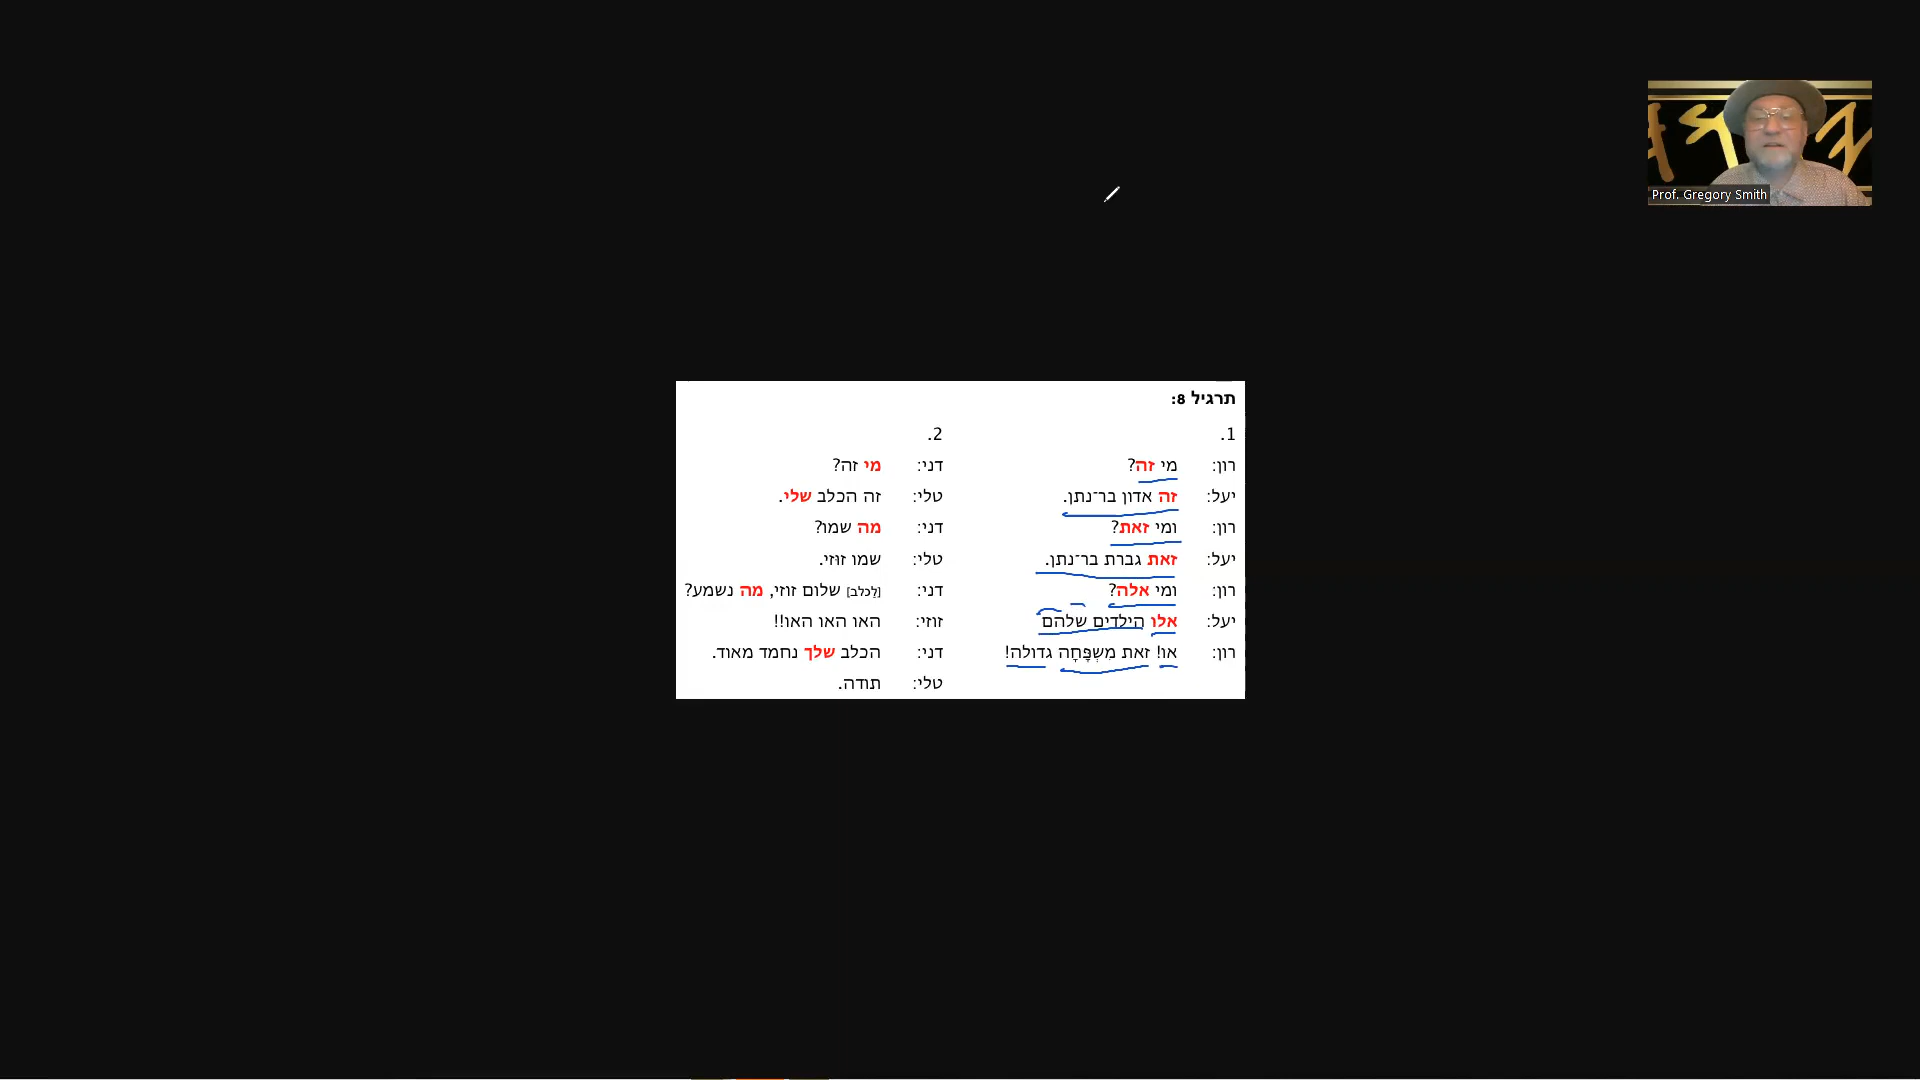 Prof. Gregory Smith
תרגיל 8:
1.
רון: מי זה?
יעל: זה אדון בר־נתן.
רון: ומי זאת?
יעל: זאת גברת בר־נתן.
רון: ומי אלה?
יעל: אלו הילדים שלהם
רון: או! זאת מִשְפָּחָה גדולה!
2.
דני: מי זה?
טלי: זה הכלב שלי.
דני: מה שמו?
טלי: שמו זוּזי.
דני: [לַכלב] שלום זוזי, מה נשמע?
זוזי: האו האו האו!!
דני: הכלב שלך נחמד מאוד.
טלי: תודה.